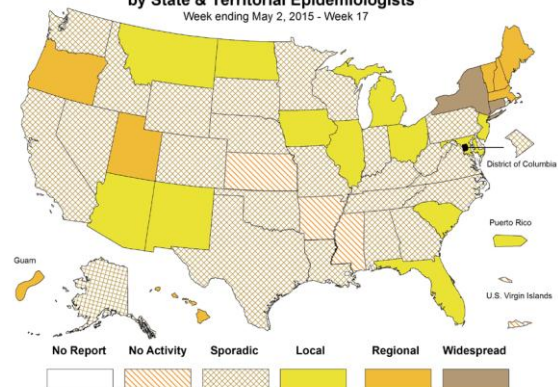 by State & Territorial Epidemiologists
Week ending May 2, 2015 - Week 17
District of Columbia
Puerto Rico
Guam
U.S. Virgin Islands
No Report No Activity Sporadic Local Regional Widespread